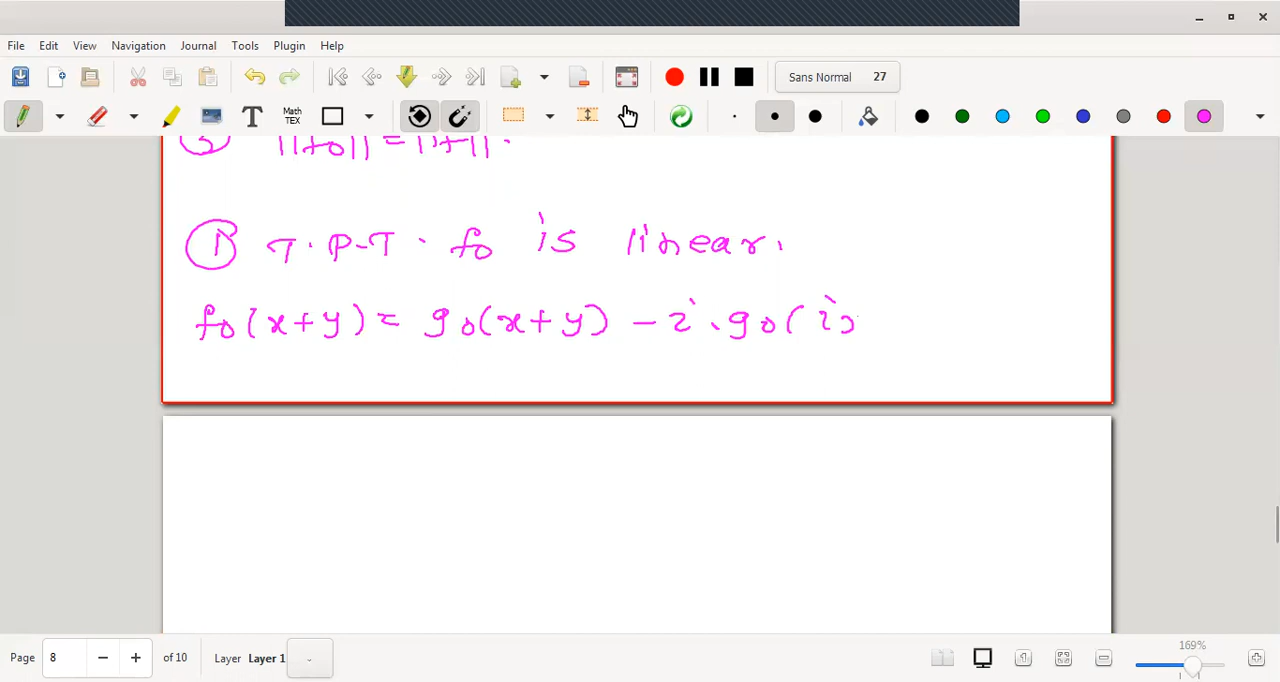 File Edit View Navigation Journal Tools Plugin Help
Sans Normal 27
T Math TEX
③ ||f0|| = ||f||.
① T.P.T. f0 is linear.
f0(x+y) = g0(x+y) - i.g0(i
Page 8 of 10 Layer Layer 1 169%